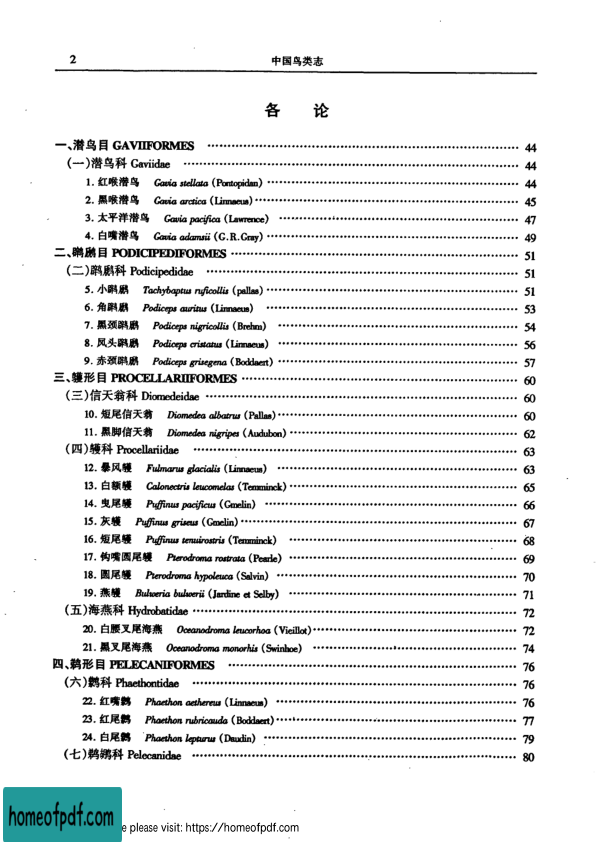 2 中国鸟类志
各 论
一、潜鸟目 GAVIIFORMES ················ 44
(一)潜鸟科 Gaviidae ················ 44
1. 红喉潜鸟 Gavia stellata (Pontopidan) ················ 44
2. 黑喉潜鸟 Gavia arctica (Linnaeus) ················ 45
3. 太平洋潜鸟 Gavia pacifica (Lawrence) ················ 47
4. 白嘴潜鸟 Gavia adamsii (G.R.Gray) ················ 49
二、䴙䴘目 PODICIPEDIFORMES ················ 51
(二)䴙䴘科 Podicipedidae ················ 51
5. 小䴙䴘 Tachybaptus ruficollis (pallas) ················ 51
6. 角䴙䴘 Podiceps auritus (Linnaeus) ················ 53
7. 黑颈䴙䴘 Podiceps nigricollis (Brehm) ················ 54
8. 凤头䴙䴘 Podiceps cristatus (Linnaeus) ················ 56
9. 赤颈䴙䴘 Podiceps grisegena (Boddaert) ················ 57
三、鹱形目 PROCELLARIIFORMES ················ 60
(三)信天翁科 Diomedeidae ················ 60
10. 短尾信天翁 Diomedea albatrus (Pallas) ················ 60
11. 黑脚信天翁 Diomedea nigripes (Audubon) ················ 62
(四)鹱科 Procellariidae ················ 63
12. 暴风鹱 Fulmarus glacialis (Linnaeus) ················ 63
13. 白额鹱 Calonectris leucomelas (Temminck) ················ 65
14. 曳尾鹱 Puffinus pacificus (Gmelin) ················ 66
15. 灰鹱 Puffinus griseus (Gmelin) ················ 67
16. 短尾鹱 Puffinus tenuirostris (Temminck) ················ 68
17. 钩嘴圆尾鹱 Pterodroma rostrata (Pearle) ················ 69
18. 圆尾鹱 Pterodroma hypoleuca (Salvin) ················ 70
19. 燕鹱 Bulweria bulwerii (Jardine et Selby) ················ 71
(五)海燕科 Hydrobatidae ················ 72
20. 白腰叉尾海燕 Oceanodroma leucorhoa (Vieillot) ················ 72
21. 黑叉尾海燕 Oceanodroma monorhis (Swinhoe) ················ 74
四、鹈形目 PELECANIFORMES ················ 76
(六)鹲科 Phaethontidae ················ 76
22. 红嘴鹲 Phaethon aethereus (Linnaeus) ················ 76
23. 红尾鹲 Phaethon rubricauda (Boddaert) ················ 77
24. 白尾鹲 Phaethon lepturus (Daudin) ················ 79
(七)鹈鹕科 Pelecanidae ················ 80
homeofpdf.com
e please visit: https://homeofpdf.com